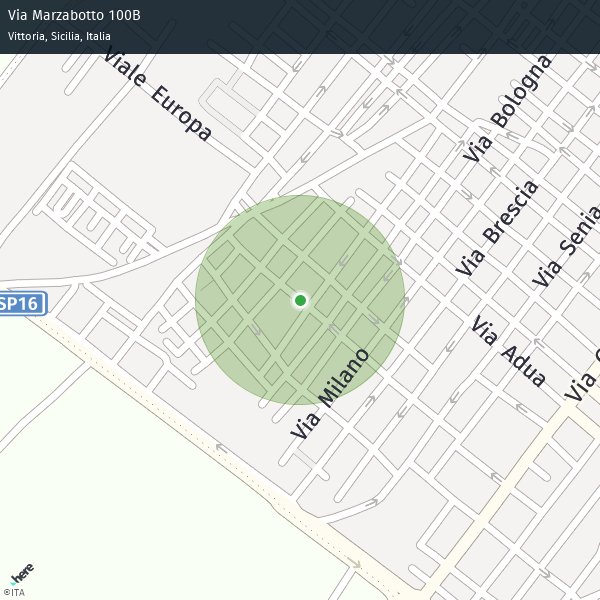 Via Marzabotto 100B
Vittoria, Sicilia, Italia
Viale Europa
Via Bologna
Via Brescia
Via Senia
SP16
Via Adua
Via Milano
Via
here
©ITA